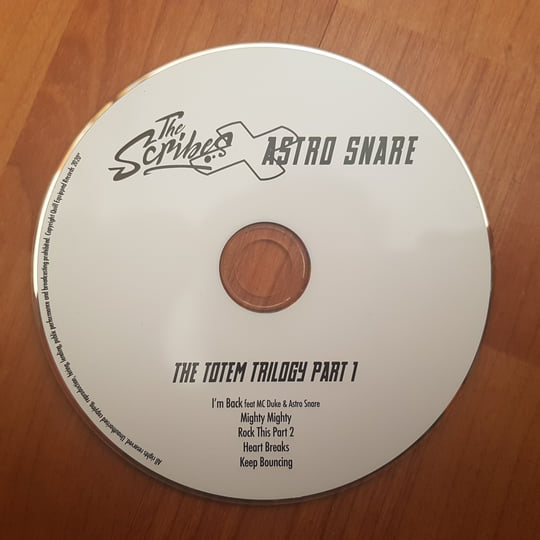 The Scribes X ASTRO SNARE
THE TOTEM TRILOGY PART 1
I'm Back feat MC Duke & Astro Snare
Mighty Mighty
Rock This Part 2
Heart Breaks
Keep Bouncing
All rights reserved. Unauthorised copying, reproduction, hiring, lending, public performance and broadcasting prohibited. Copyright Quill Equipped Records 2020